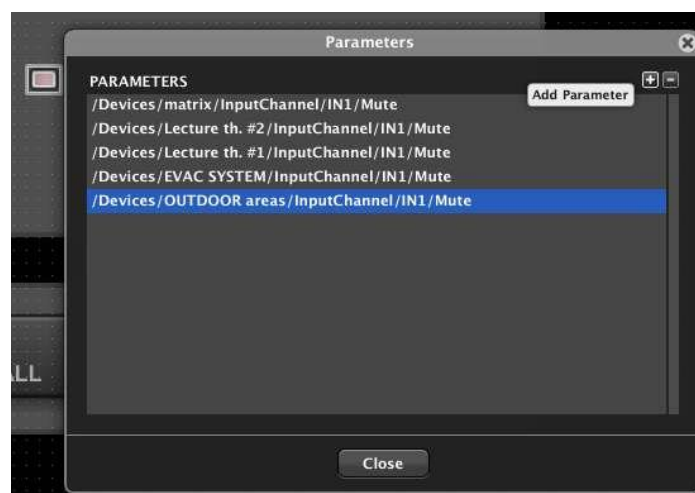 Parameters
PARAMETERS
Add Parameter
/Devices/matrix/InputChannel/IN1/Mute
/Devices/Lecture th. #2/InputChannel/IN1/Mute
/Devices/Lecture th. #1/InputChannel/IN1/Mute
/Devices/EVAC SYSTEM/InputChannel/IN1/Mute
/Devices/OUTDOOR areas/InputChannel/IN1/Mute
LL
Close